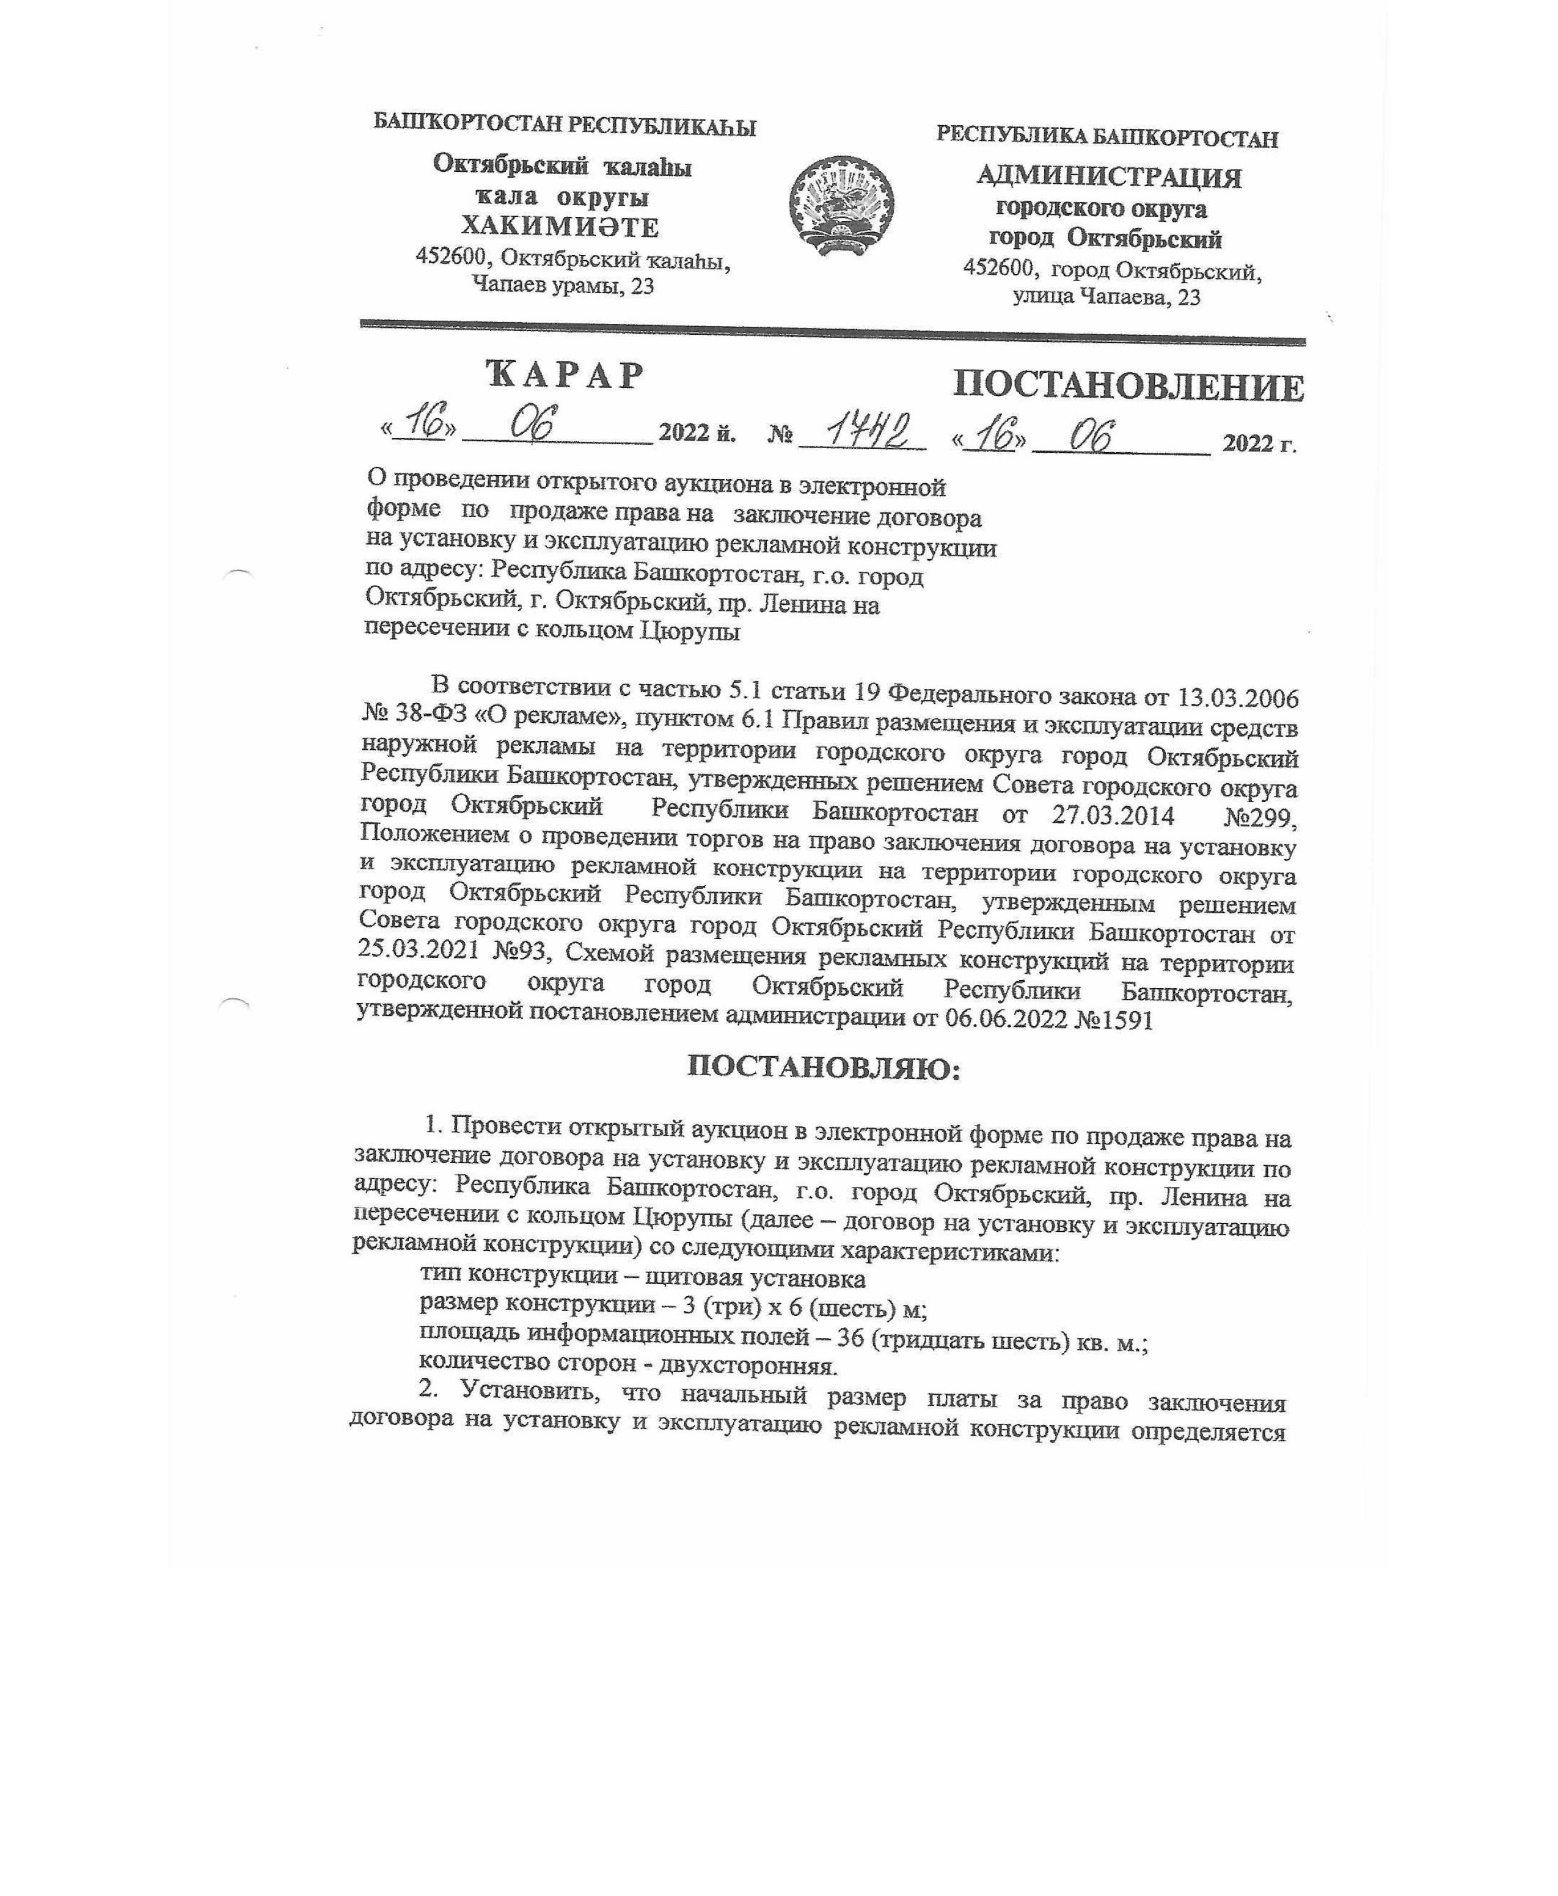 БАШҠОРТОСТАН РЕСПУБЛИКАҺЫ
Октябрьский ҡалаһы
ҡала округы
ХАКИМИӘТЕ
452600, Октябрьский ҡалаһы,
Чапаев урамы, 23
РЕСПУБЛИКА БАШКОРТОСТАН
АДМИНИСТРАЦИЯ
городского округа
город Октябрьский
452600, город Октябрьский,
улица Чапаева, 23
ҠАРАР
ПОСТАНОВЛЕНИЕ
«16» 06 2022 й. № 1742 «16» 06 2022 г.
О проведении открытого аукциона в электронной
форме по продаже права на заключение договора
на установку и эксплуатацию рекламной конструкции
по адресу: Республика Башкортостан, г.о. город
Октябрьский, г. Октябрьский, пр. Ленина на
пересечении с кольцом Цюрупы
В соответствии с частью 5.1 статьи 19 Федерального закона от 13.03.2006
№ 38-ФЗ «О рекламе», пунктом 6.1 Правил размещения и эксплуатации средств
наружной рекламы на территории городского округа город Октябрьский
Республики Башкортостан, утвержденных решением Совета городского округа
город Октябрьский Республики Башкортостан от 27.03.2014 №299,
Положением о проведении торгов на право заключения договора на установку
и эксплуатацию рекламной конструкции на территории городского округа
город Октябрьский Республики Башкортостан, утвержденным решением
Совета городского округа город Октябрьский Республики Башкортостан от
25.03.2021 №93, Схемой размещения рекламных конструкций на территории
городского округа город Октябрьский Республики Башкортостан,
утвержденной постановлением администрации от 06.06.2022 №1591
ПОСТАНОВЛЯЮ:
1. Провести открытый аукцион в электронной форме по продаже права на
заключение договора на установку и эксплуатацию рекламной конструкции по
адресу: Республика Башкортостан, г.о. город Октябрьский, пр. Ленина на
пересечении с кольцом Цюрупы (далее – договор на установку и эксплуатацию
рекламной конструкции) со следующими характеристиками:
тип конструкции – щитовая установка
размер конструкции – 3 (три) х 6 (шесть) м;
площадь информационных полей – 36 (тридцать шесть) кв. м.;
количество сторон - двухсторонняя.
2. Установить, что начальный размер платы за право заключения
договора на установку и эксплуатацию рекламной конструкции определяется